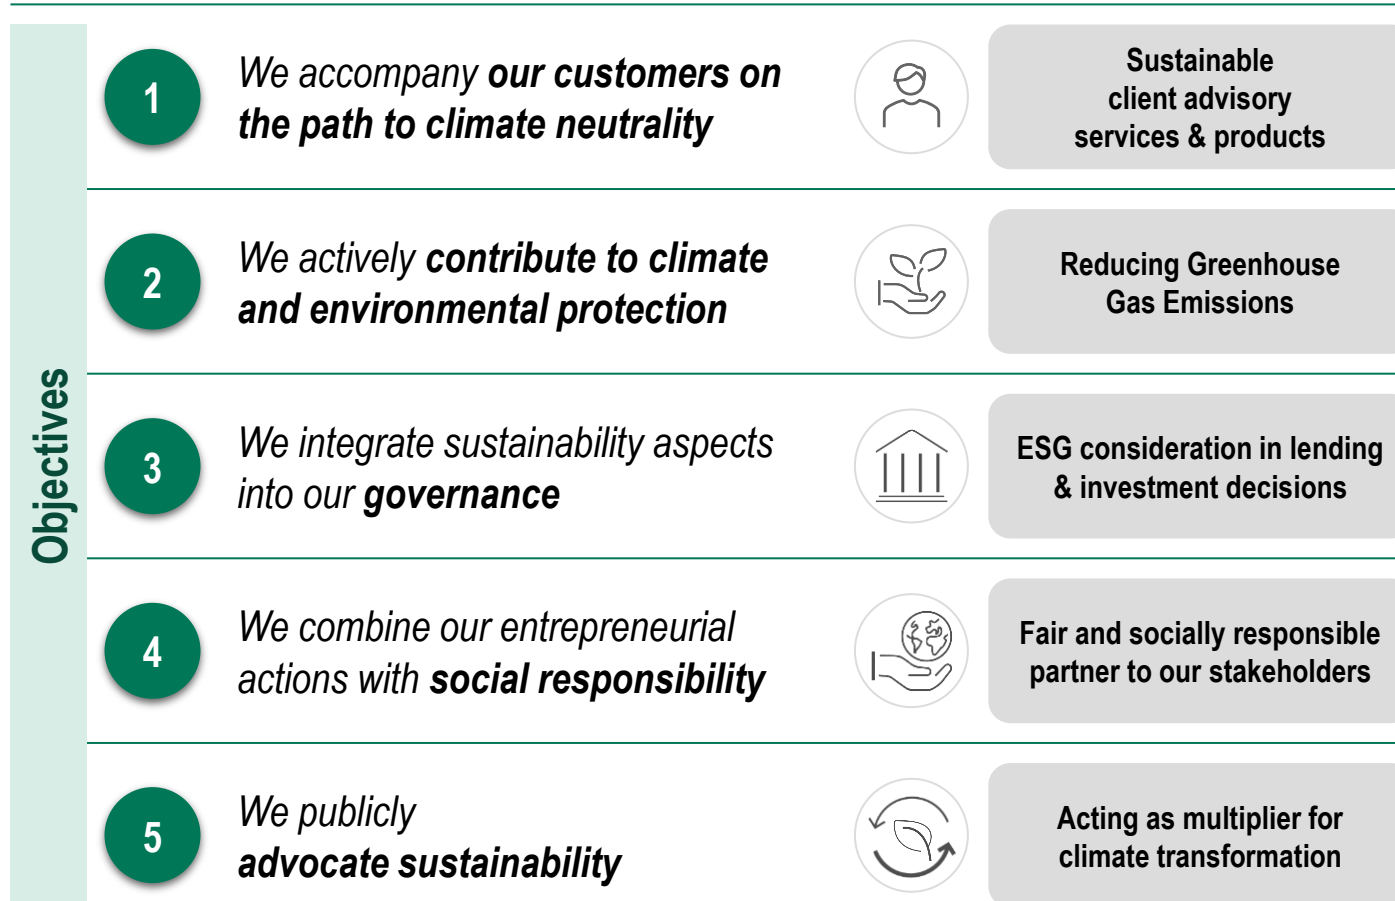 Objectives
1
We accompany our customers on
the path to climate neutrality
Sustainable
client advisory
services & products
2
We actively contribute to climate
and environmental protection
Reducing Greenhouse
Gas Emissions
3
We integrate sustainability aspects
into our governance
ESG consideration in lending
& investment decisions
4
We combine our entrepreneurial
actions with social responsibility
Fair and socially responsible
partner to our stakeholders
5
We publicly
advocate sustainability
Acting as multiplier for
climate transformation